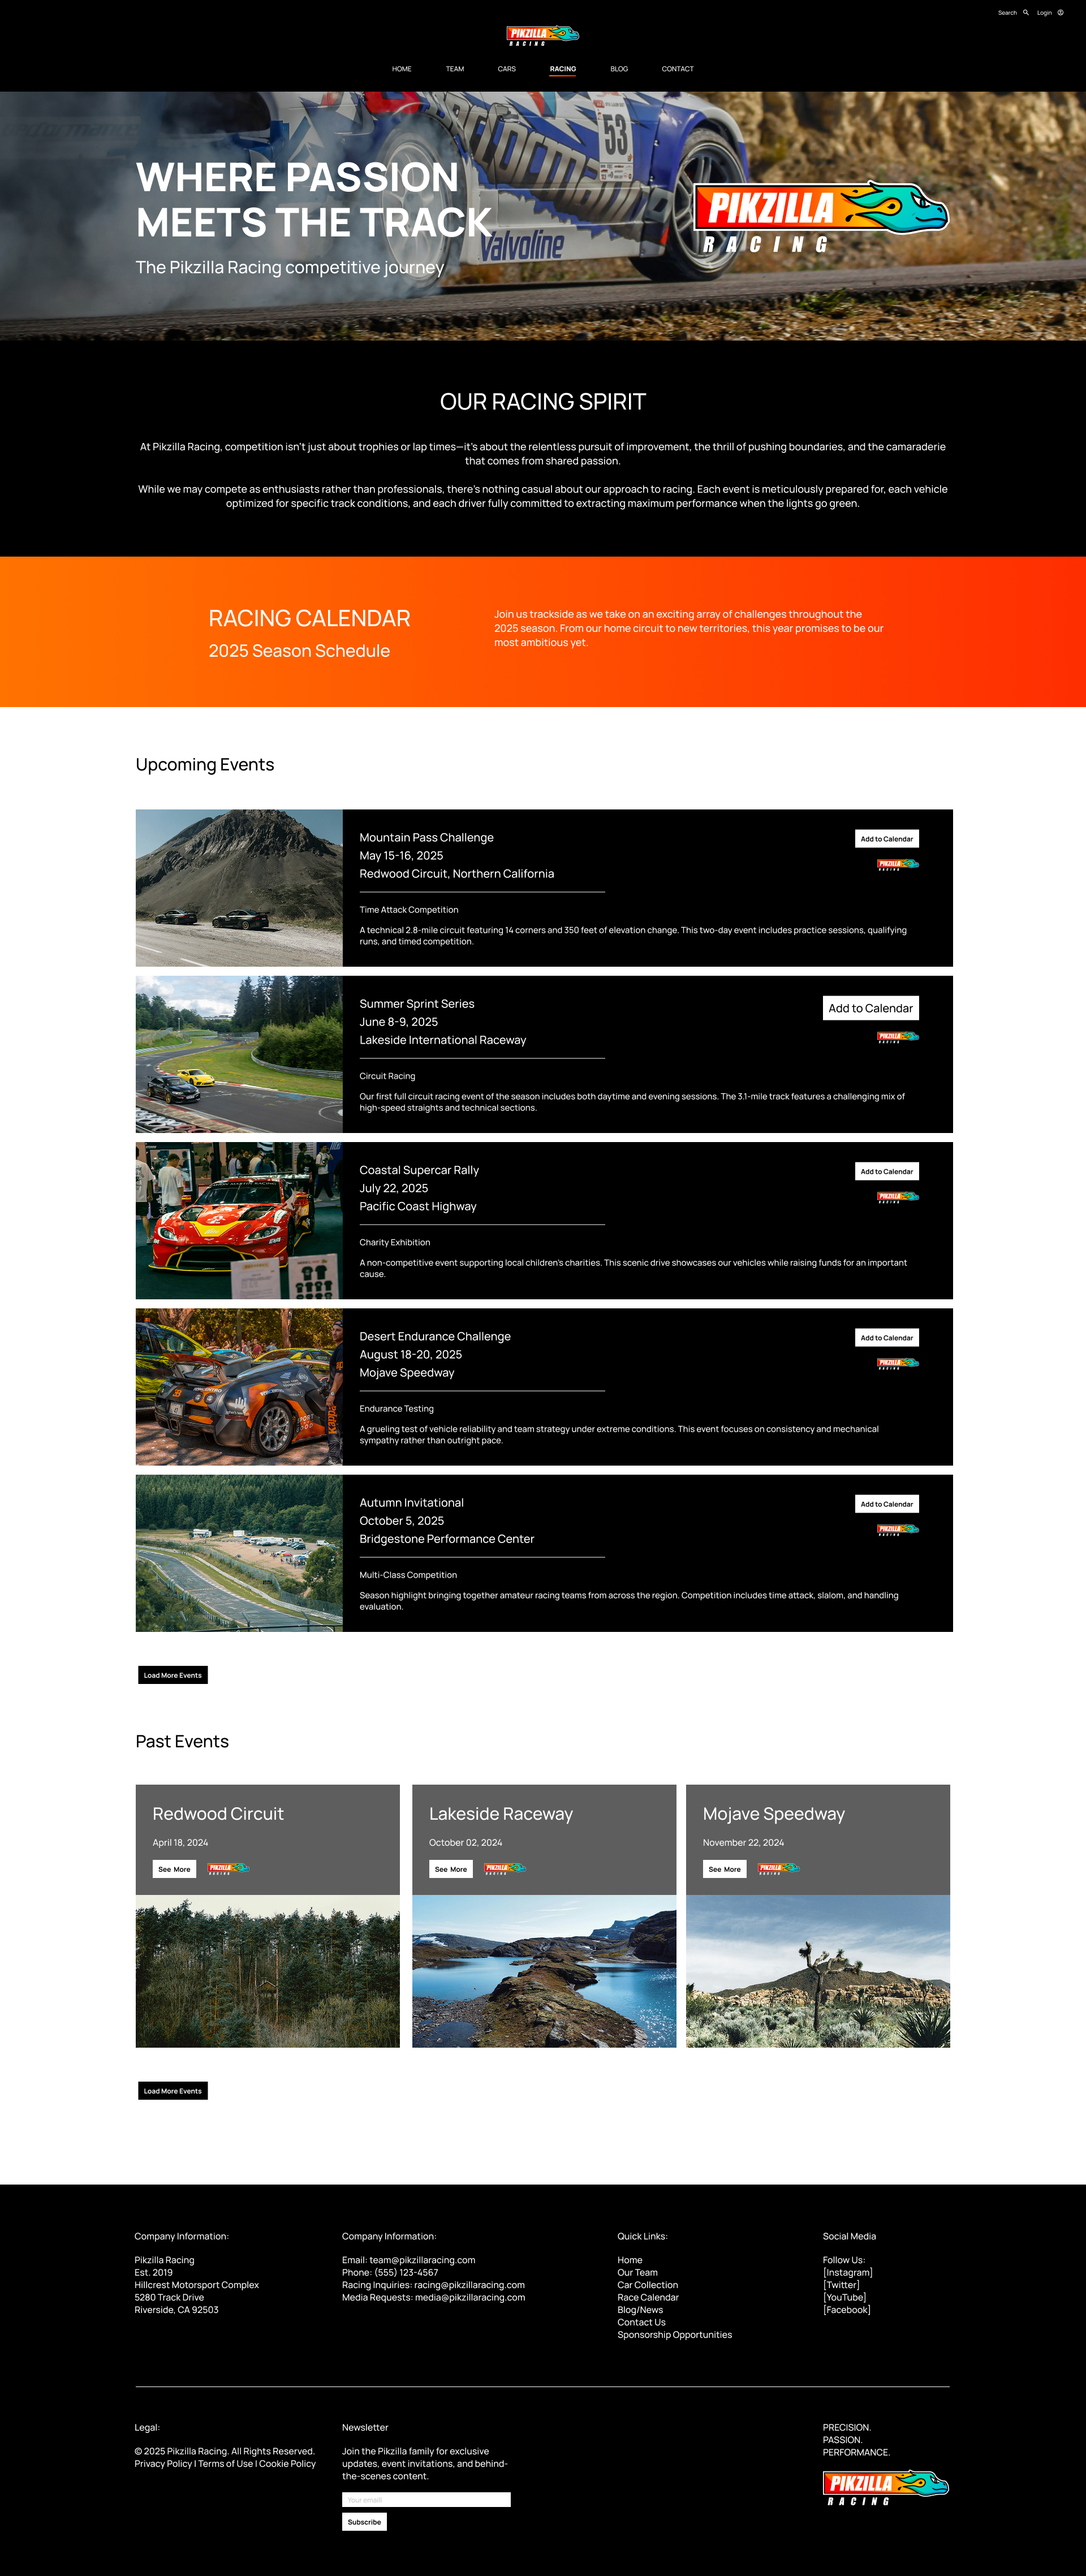 Search
Login
PIKZILLA
RACING
HOME
TEAM
CARS
RACING
BLOG
CONTACT
WHERE PASSION
MEETS THE TRACK
The Pikzilla Racing competitive journey
53
Valvoline
PIKZILLA
RACING
OUR RACING SPIRIT
At Pikzilla Racing, competition isn't just about trophies or lap times—it's about the relentless pursuit of improvement, the thrill of pushing boundaries, and the camaraderie
that comes from shared passion.
While we may compete as enthusiasts rather than professionals, there's nothing casual about our approach to racing. Each event is meticulously prepared for, each vehicle
optimized for specific track conditions, and each driver fully committed to extracting maximum performance when the lights go green.
RACING CALENDAR
2025 Season Schedule
Join us trackside as we take on an exciting array of challenges throughout the
2025 season. From our home circuit to new territories, this year promises to be our
most ambitious yet.
Upcoming Events
Mountain Pass Challenge
May 15-16, 2025
Redwood Circuit, Northern California
Add to Calendar
PIKZILLA
RACING
Time Attack Competition
A technical 2.8-mile circuit featuring 14 corners and 350 feet of elevation change. This two-day event includes practice sessions, qualifying
runs, and timed competition.
Summer Sprint Series
June 8-9, 2025
Lakeside International Raceway
Add to Calendar
PIKZILLA
RACING
Circuit Racing
Our first full circuit racing event of the season includes both daytime and evening sessions. The 3.1-mile track features a challenging mix of
high-speed straights and technical sections.
Coastal Supercar Rally
July 22, 2025
Pacific Coast Highway
Add to Calendar
PIKZILLA
RACING
Charity Exhibition
A non-competitive event supporting local children's charities. This scenic drive showcases our vehicles while raising funds for an important
cause.
Desert Endurance Challenge
August 18-20, 2025
Mojave Speedway
Add to Calendar
PIKZILLA
RACING
Endurance Testing
A grueling test of vehicle reliability and team strategy under extreme conditions. This event focuses on consistency and mechanical
sympathy rather than outright pace.
Autumn Invitational
October 5, 2025
Bridgestone Performance Center
Add to Calendar
PIKZILLA
RACING
Multi-Class Competition
Season highlight bringing together amateur racing teams from across the region. Competition includes time attack, slalom, and handling
evaluation.
Load More Events
Past Events
Redwood Circuit
April 18, 2024
See More
PIKZILLA
RACING
Lakeside Raceway
October 02, 2024
See More
PIKZILLA
RACING
Mojave Speedway
November 22, 2024
See More
PIKZILLA
RACING
Load More Events
Company Information:
Pikzilla Racing
Est. 2019
Hillcrest Motorsport Complex
5280 Track Drive
Riverside, CA 92503
Company Information:
Email: team@pikzillaracing.com
Phone: (555) 123-4567
Racing Inquiries: racing@pikzillaracing.com
Media Requests: media@pikzillaracing.com
Quick Links:
Home
Our Team
Car Collection
Race Calendar
Blog/News
Contact Us
Sponsorship Opportunities
Social Media
Follow Us:
[Instagram]
[Twitter]
[YouTube]
[Facebook]
Legal:
© 2025 Pikzilla Racing. All Rights Reserved.
Privacy Policy | Terms of Use | Cookie Policy
Newsletter
Join the Pikzilla family for exclusive
updates, event invitations, and behind-
the-scenes content.
Your email!
Subscribe
PRECISION.
PASSION.
PERFORMANCE.
PIKZILLA
RACING